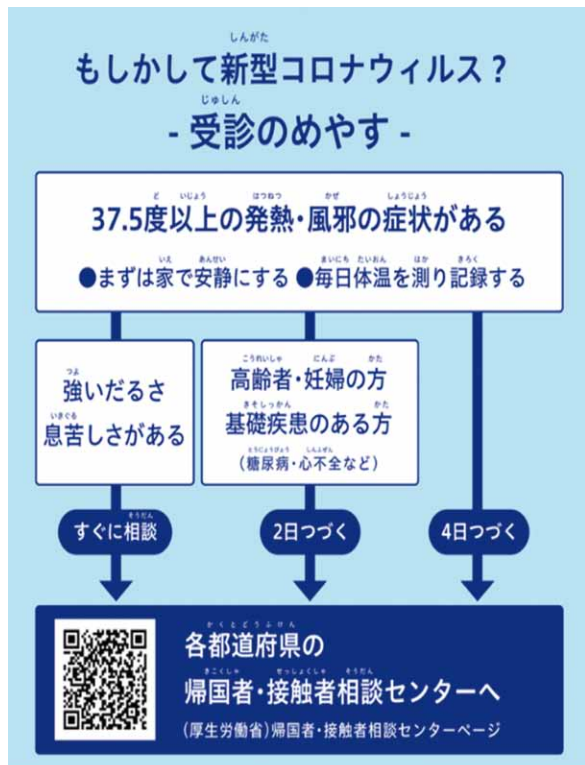 もしかして新型コロナウィルス？
- 受診のめやす -
37.5度以上の発熱・風邪の症状がある
●まずは家で安静にする ●毎日体温を測り記録する
強いだるさ
息苦しさがある
高齢者・妊婦の方
基礎疾患のある方
(糖尿病・心不全など)
すぐに相談
2日つづく
4日つづく
各都道府県の
帰国者・接触者相談センターへ
(厚生労働省)帰国者・接触者相談センターページ